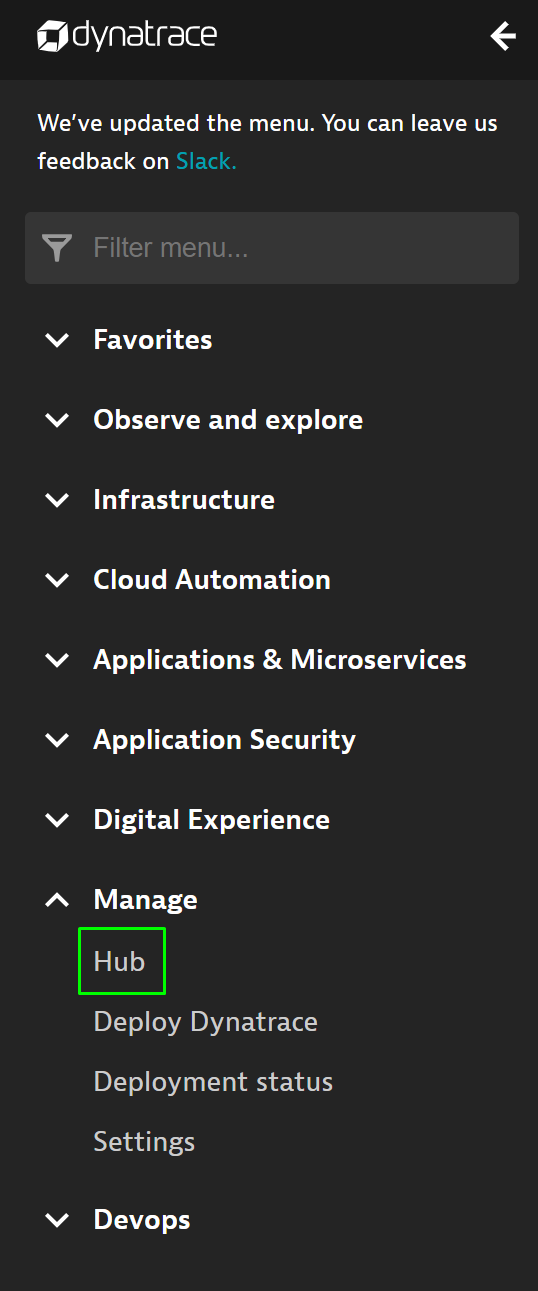 dynatrace
We’ve updated the menu. You can leave us
feedback on Slack.
Filter menu...
Favorites
Observe and explore
Infrastructure
Cloud Automation
Applications & Microservices
Application Security
Digital Experience
Manage
Hub
Deploy Dynatrace
Deployment status
Settings
Devops